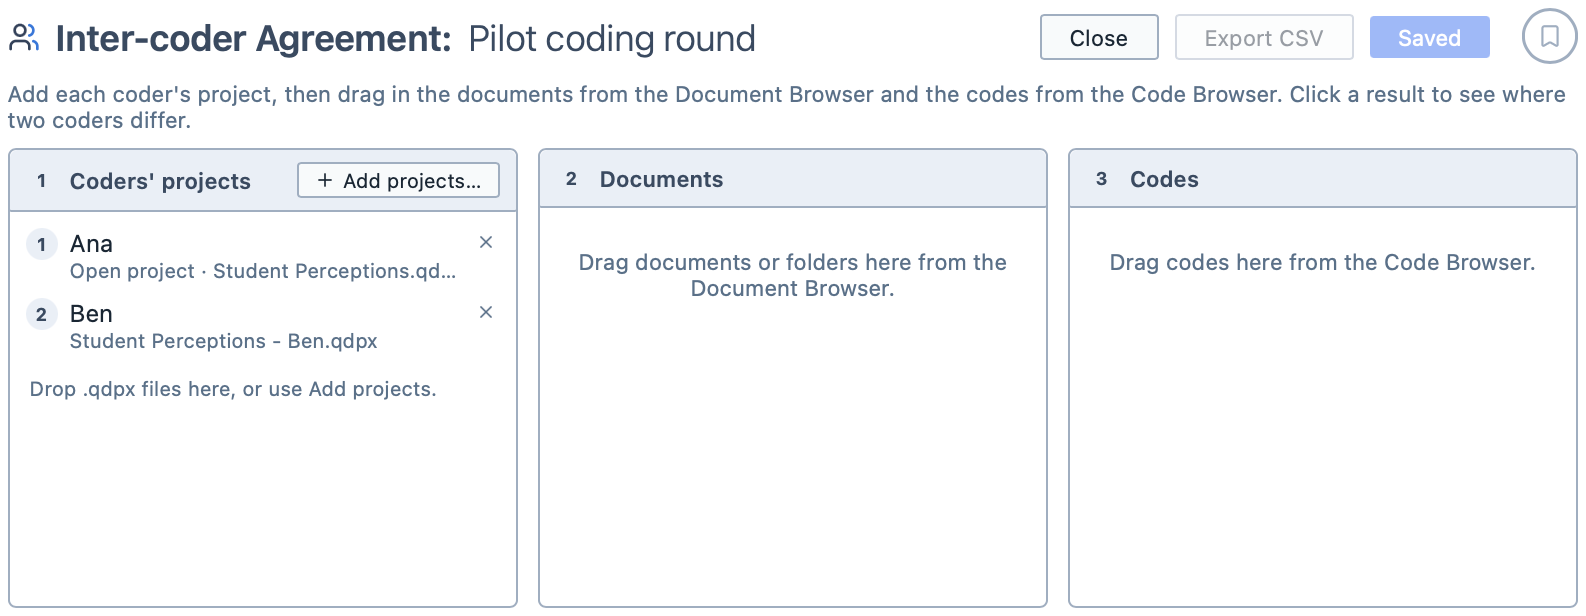 Inter-coder Agreement: Pilot coding round
Close
Export CSV
Saved
Add each coder's project, then drag in the documents from the Document Browser and the codes from the Code Browser. Click a result to see where
two coders differ.
1 Coders' projects
+ Add projects...
1 Ana
Open project · Student Perceptions.qd...
2 Ben
Student Perceptions - Ben.qdpx
Drop .qdpx files here, or use Add projects.
2 Documents
Drag documents or folders here from the
Document Browser.
3 Codes
Drag codes here from the Code Browser.